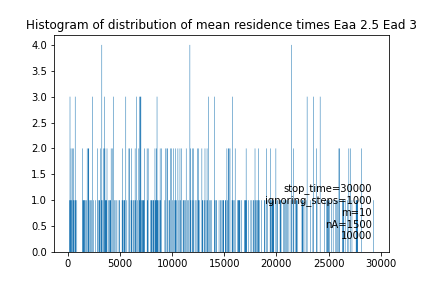 Histogram of distribution of mean residence times Eaa 2.5 Ead 3
4.0
3.5
3.0
2.5
2.0
1.5
1.0
0.5
0.0
stop_time=30000
ignoring_steps=1000
m=10
nA=1500
10000
0 5000 10000 15000 20000 25000 30000